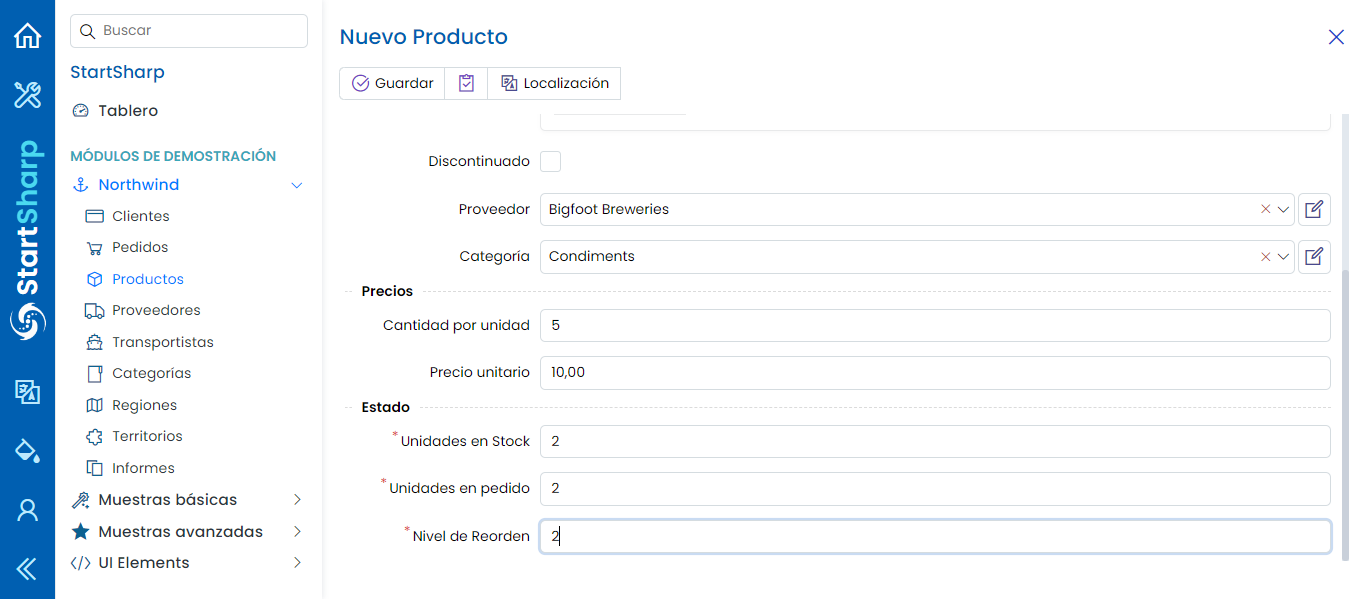 Buscar
StartSharp
Tablero
MÓDULOS DE DEMOSTRACIÓN
Northwind
Clientes
Pedidos
Productos
Proveedores
Transportistas
Categorías
Regiones
Territorios
Informes
Muestras básicas
Muestras avanzadas
UI Elements
StartSharp
Nuevo Producto
Guardar
Localización
Discontinuado
Proveedor Bigfoot Breweries
Categoría Condiments
Precios
Cantidad por unidad 5
Precio unitario 10,00
Estado
*Unidades en Stock 2
*Unidades en pedido 2
*Nivel de Reorden 2